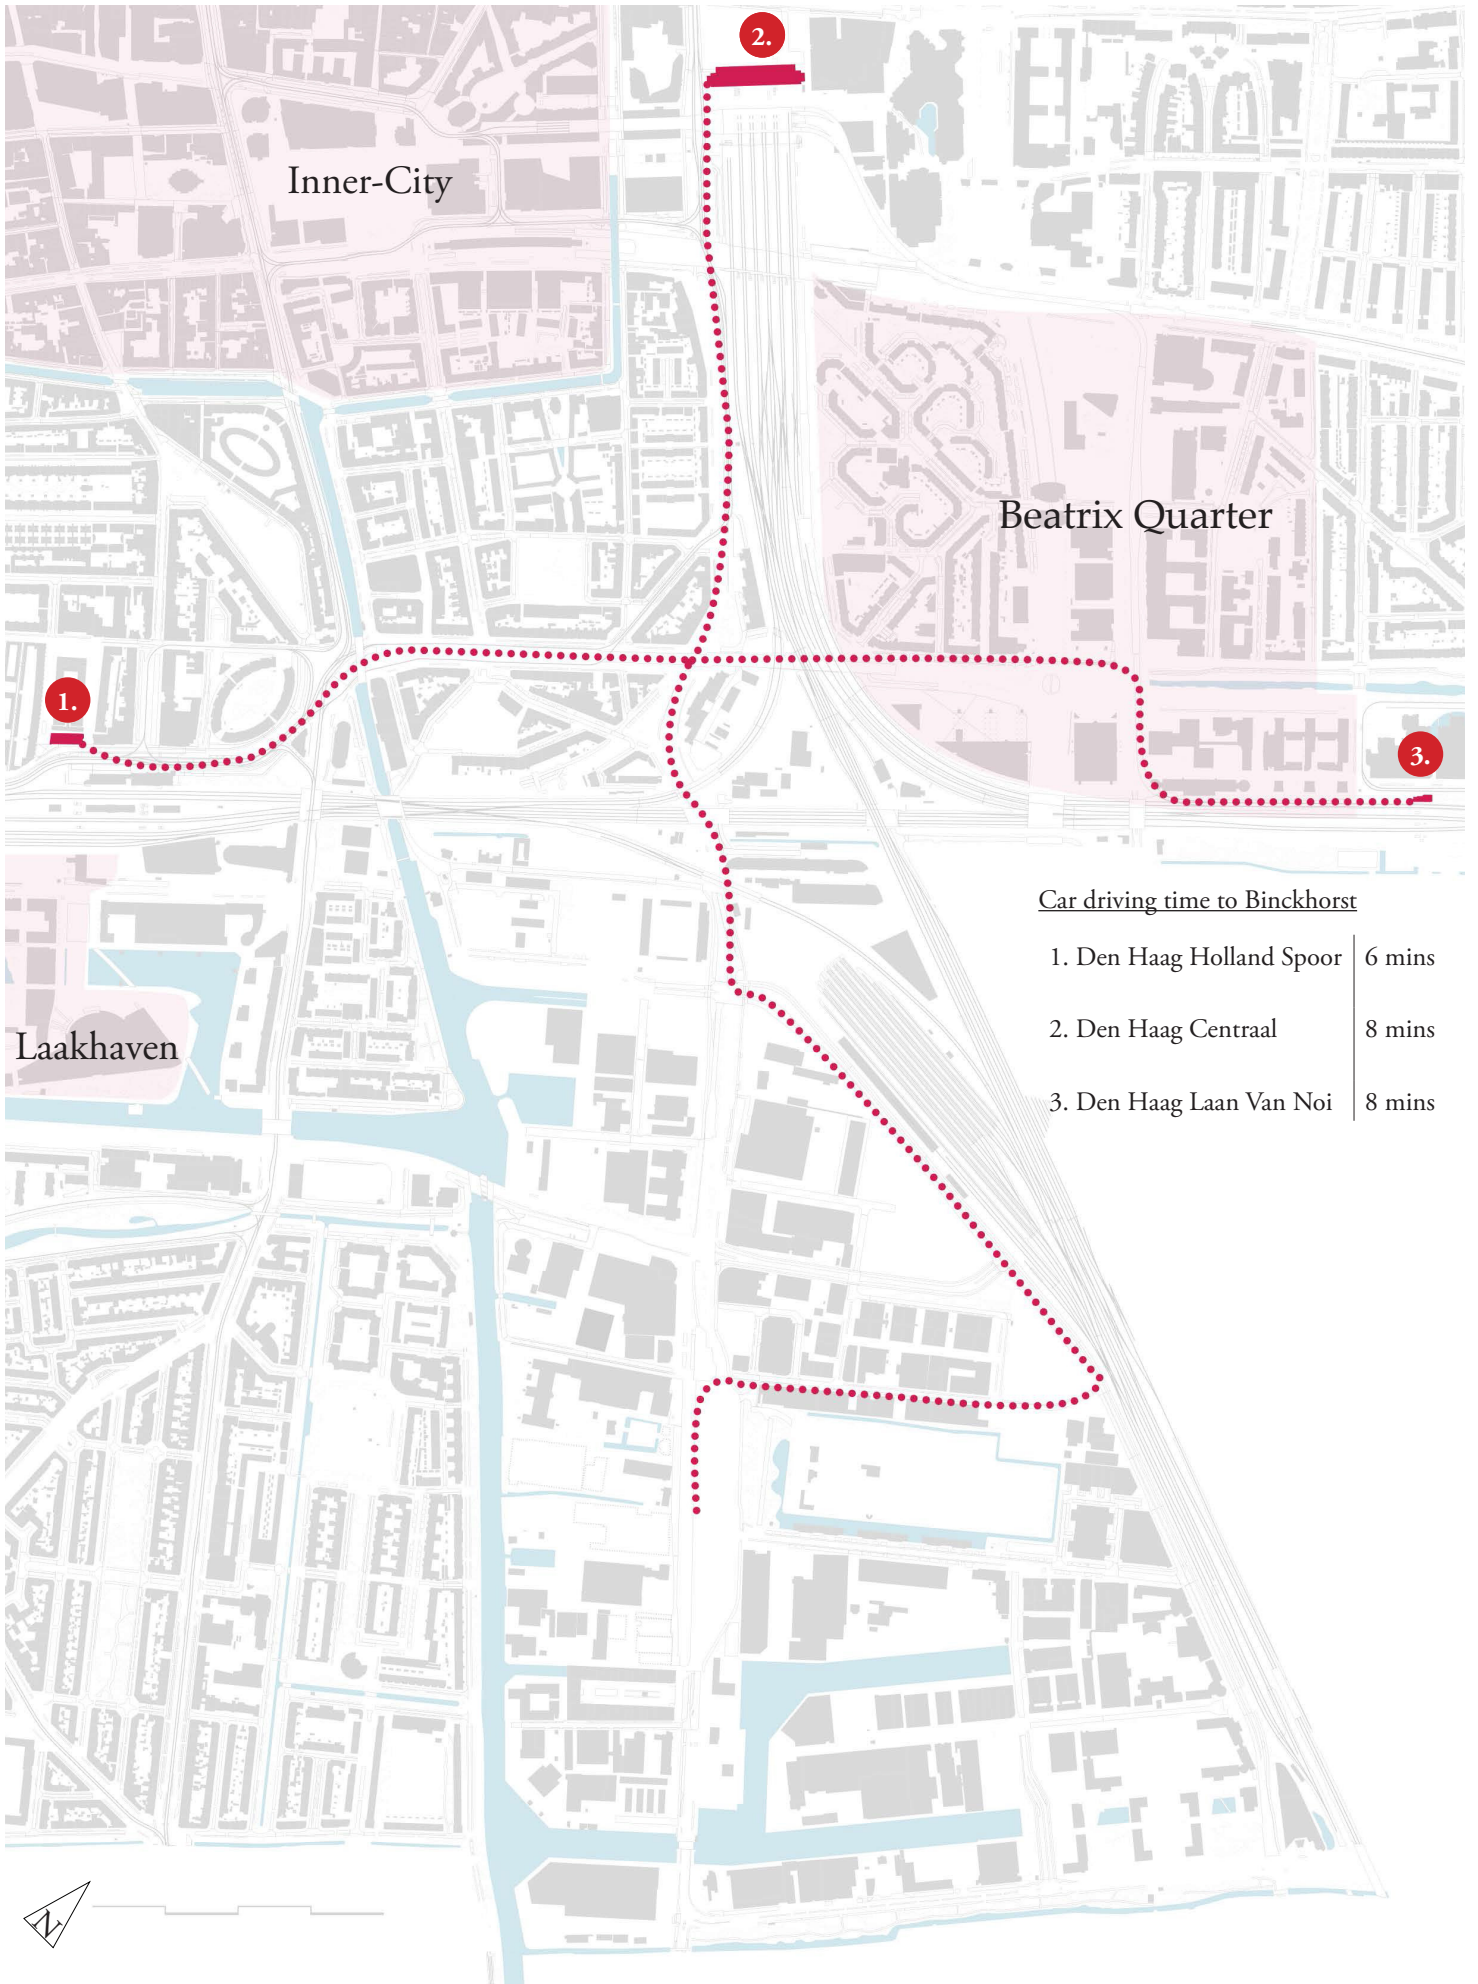 2.
Inner-City
Beatrix Quarter
1.
3.
Car driving time to Binckhorst
1. Den Haag Holland Spoor 6 mins
2. Den Haag Centraal 8 mins
3. Den Haag Laan Van Noi 8 mins
Laakhaven
N